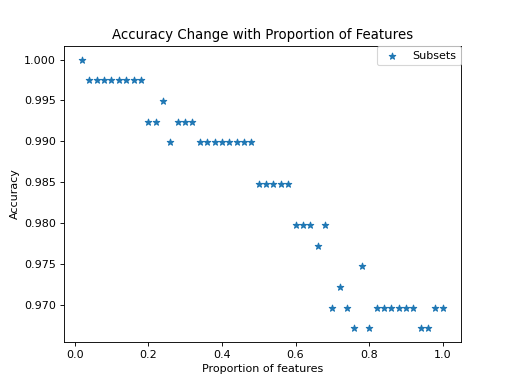 Accuracy Change with Proportion of Features
Subsets
1.000
0.995
0.990
0.985
0.980
0.975
0.970
Accuracy
0.0 0.2 0.4 0.6 0.8 1.0
Proportion of features